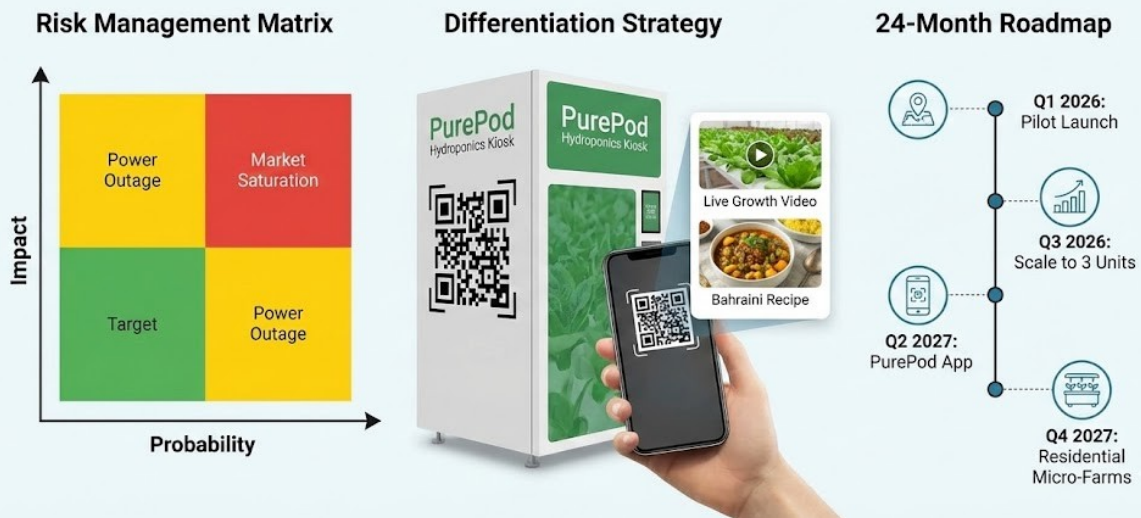 Risk Management Matrix
Impact
Power
Outage
Market
Saturation
Target
Power
Outage
Probability
Differentiation Strategy
PurePod
Hydroponics Kiosk
PurePod
Hydroponics Kiosk
Live Growth Video
Bahraini Recipe
24-Month Roadmap
Q1 2026:
Pilot Launch
Q3 2026:
Scale to 3 Units
Q2 2027:
PurePod App
Q4 2027:
Residential
Micro-Farms